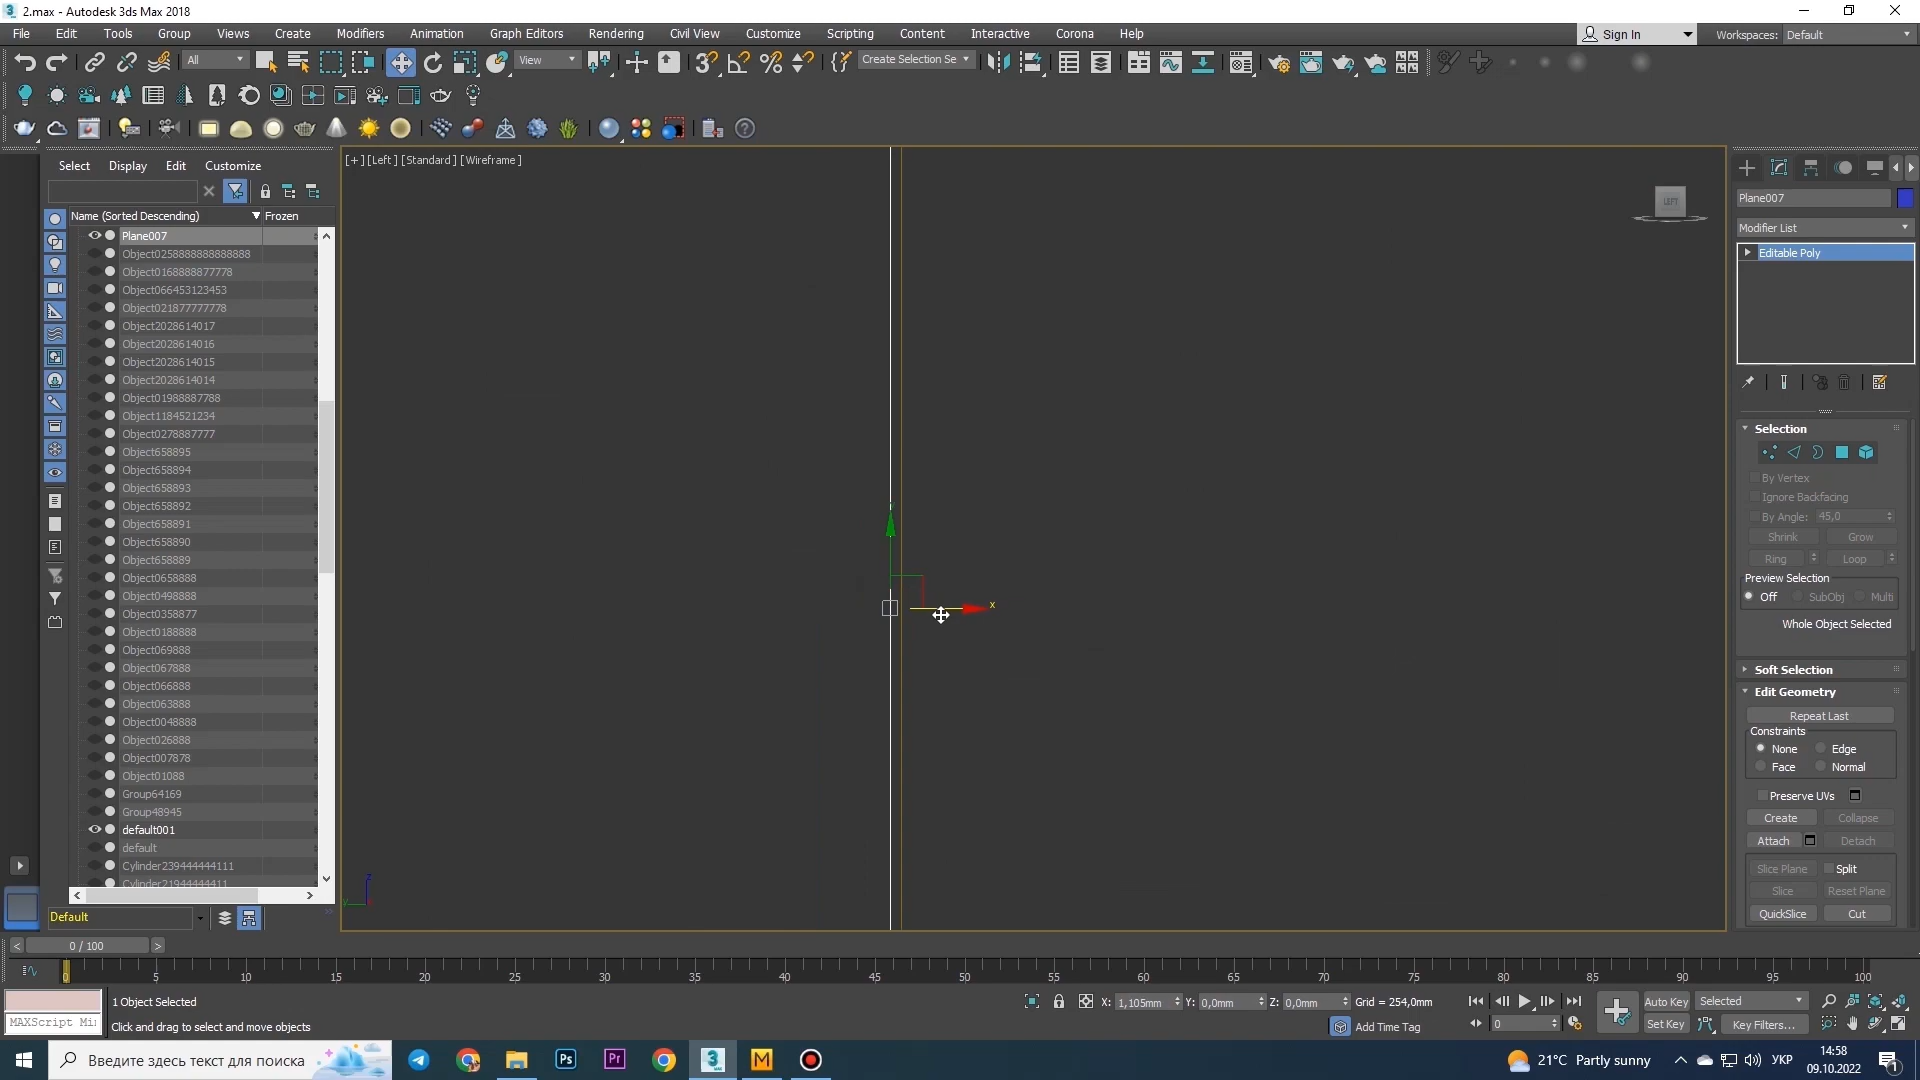 2.max - Autodesk 3ds Max 2018
File Edit Tools Group Views Create Modifiers Animation Graph Editors Rendering Civil View Customize Scripting Content Interactive Corona Help
Sign In Workspaces: Default
All View Create Selection Se
Select Display Edit Customize
[+] [Left ] [Standard ] [Wireframe ]
LEFT
Name (Sorted Descending) Frozen
Plane007
Object0258888888888888
Object0168888877778
Object066453123453
Object021877777778
Object2028614017
Object2028614016
Object2028614015
Object2028614014
Object01988887788
Object1184521234
Object0278887777
Object658895
Object658894
Object658893
Object658892
Object658891
Object658890
Object658889
Object0658888
Object0498888
Object0358877
Object0188888
Object069888
Object067888
Object066888
Object063888
Object0048888
Object026888
Object007878
Object01088
Group64169
Group48945
default001
default
Cylinder239444444111
Cylinder21944444411
Default
x
z
y
Plane007
Modifier List
Editable Poly
Selection
By Vertex
Ignore Backfacing
By Angle: 45,0
Shrink Grow
Ring Loop
Preview Selection
Off SubObj Multi
Whole Object Selected
Soft Selection
Edit Geometry
Repeat Last
Constraints
None Edge
Face Normal
Preserve UVs
Create Collapse
Attach Detach
Slice Plane Split
Slice Reset Plane
QuickSlice Cut
< 0 / 100 >
0 5 10 15 20 25 30 35 40 45 50 55 60 65 70 75 80 85 90 95 100
1 Object Selected
X: 1,105mm Y: 0,0mm Z: 0,0mm Grid = 254,0mm
Auto Key Selected
MAXScript Mi
Click and drag to select and move objects
Add Time Tag
0
Set Key Key Filters...
Введите здесь текст для поиска
Ps Pr 3 M
21°C Partly sunny
УКР
14:58
09.10.2022
1